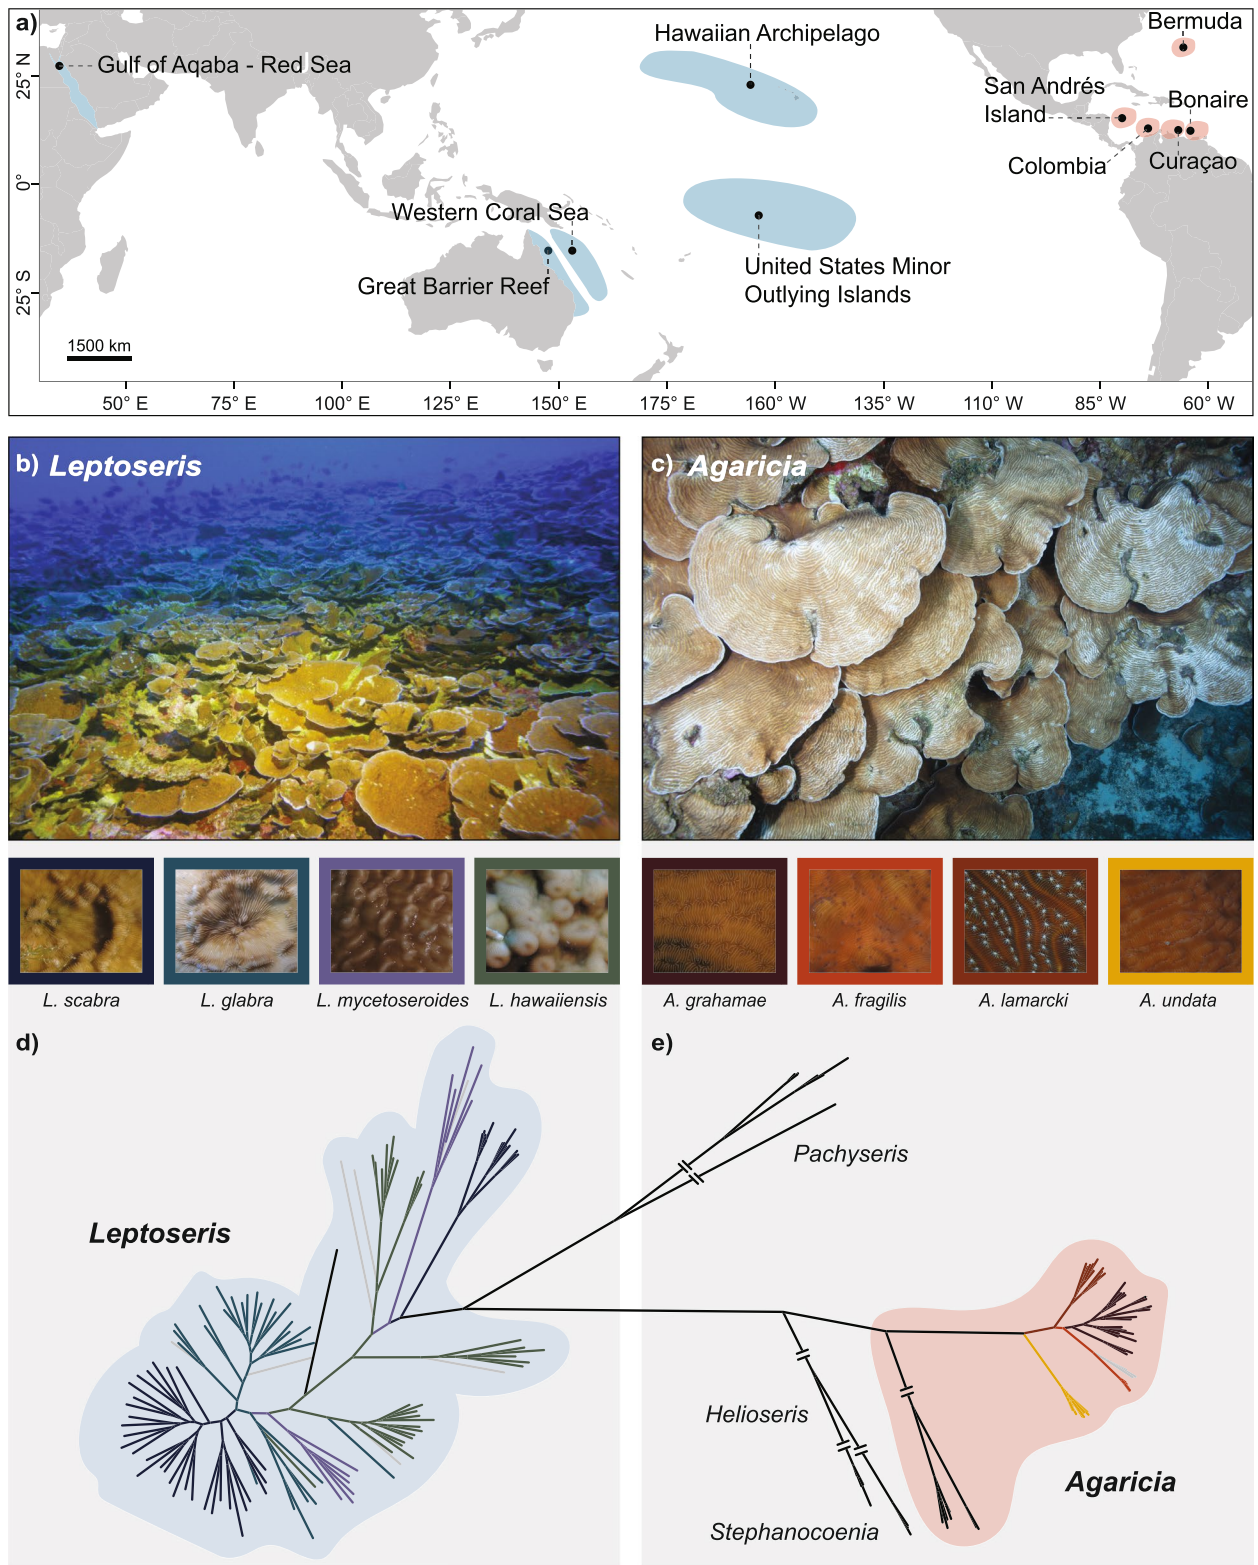 a)
Hawaiian Archipelago
Bermuda
25° N
Gulf of Aqaba - Red Sea
San Andrés
Island
Bonaire
Colombia
Curaçao
0°
Western Coral Sea
Great Barrier Reef
United States Minor
Outlying Islands
25° S
1500 km
50° E
75° E
100° E
125° E
150° E
175° E
160° W
135° W
110° W
85° W
60° W
b) Leptoseris
c) Agaricia
L. scabra
L. glabra
L. mycetoseroides
L. hawaiiensis
A. grahamae
A. fragilis
A. lamarcki
A. undata
d)
e)
Pachyseris
Leptoseris
Helioseris
Agaricia
Stephanocoenia